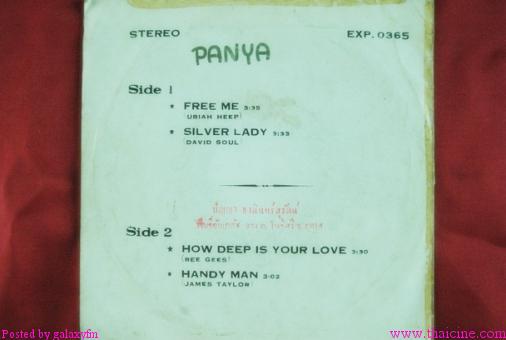 STEREO EXP. 0365
PANYA
Side 1
* FREE ME 3:35
(URIAH HEEP)
* SILVER LADY 3:33
(DAVID SOUL)
Side 2
* HOW DEEP IS YOUR LOVE 3:30
(BEE GEES)
* HANDY MAN 3:02
(JAMES TAYLOR)
Posted by galaxyfm www.thaicine.com